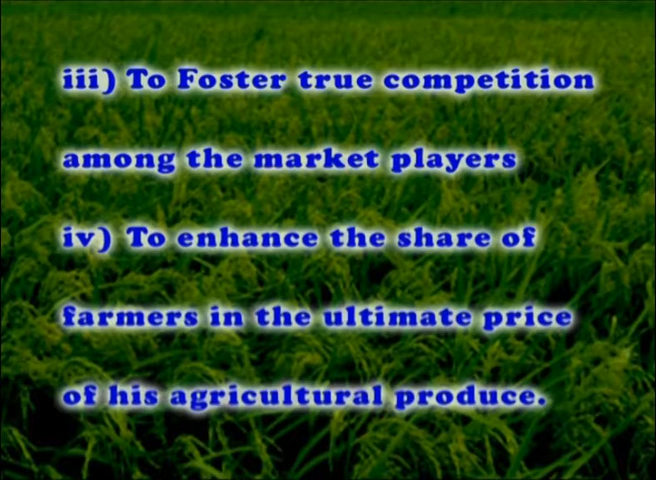 iii) To Foster true competition
among the market players
iv) To enhance the share of
farmers in the ultimate price
of his agricultural produce.